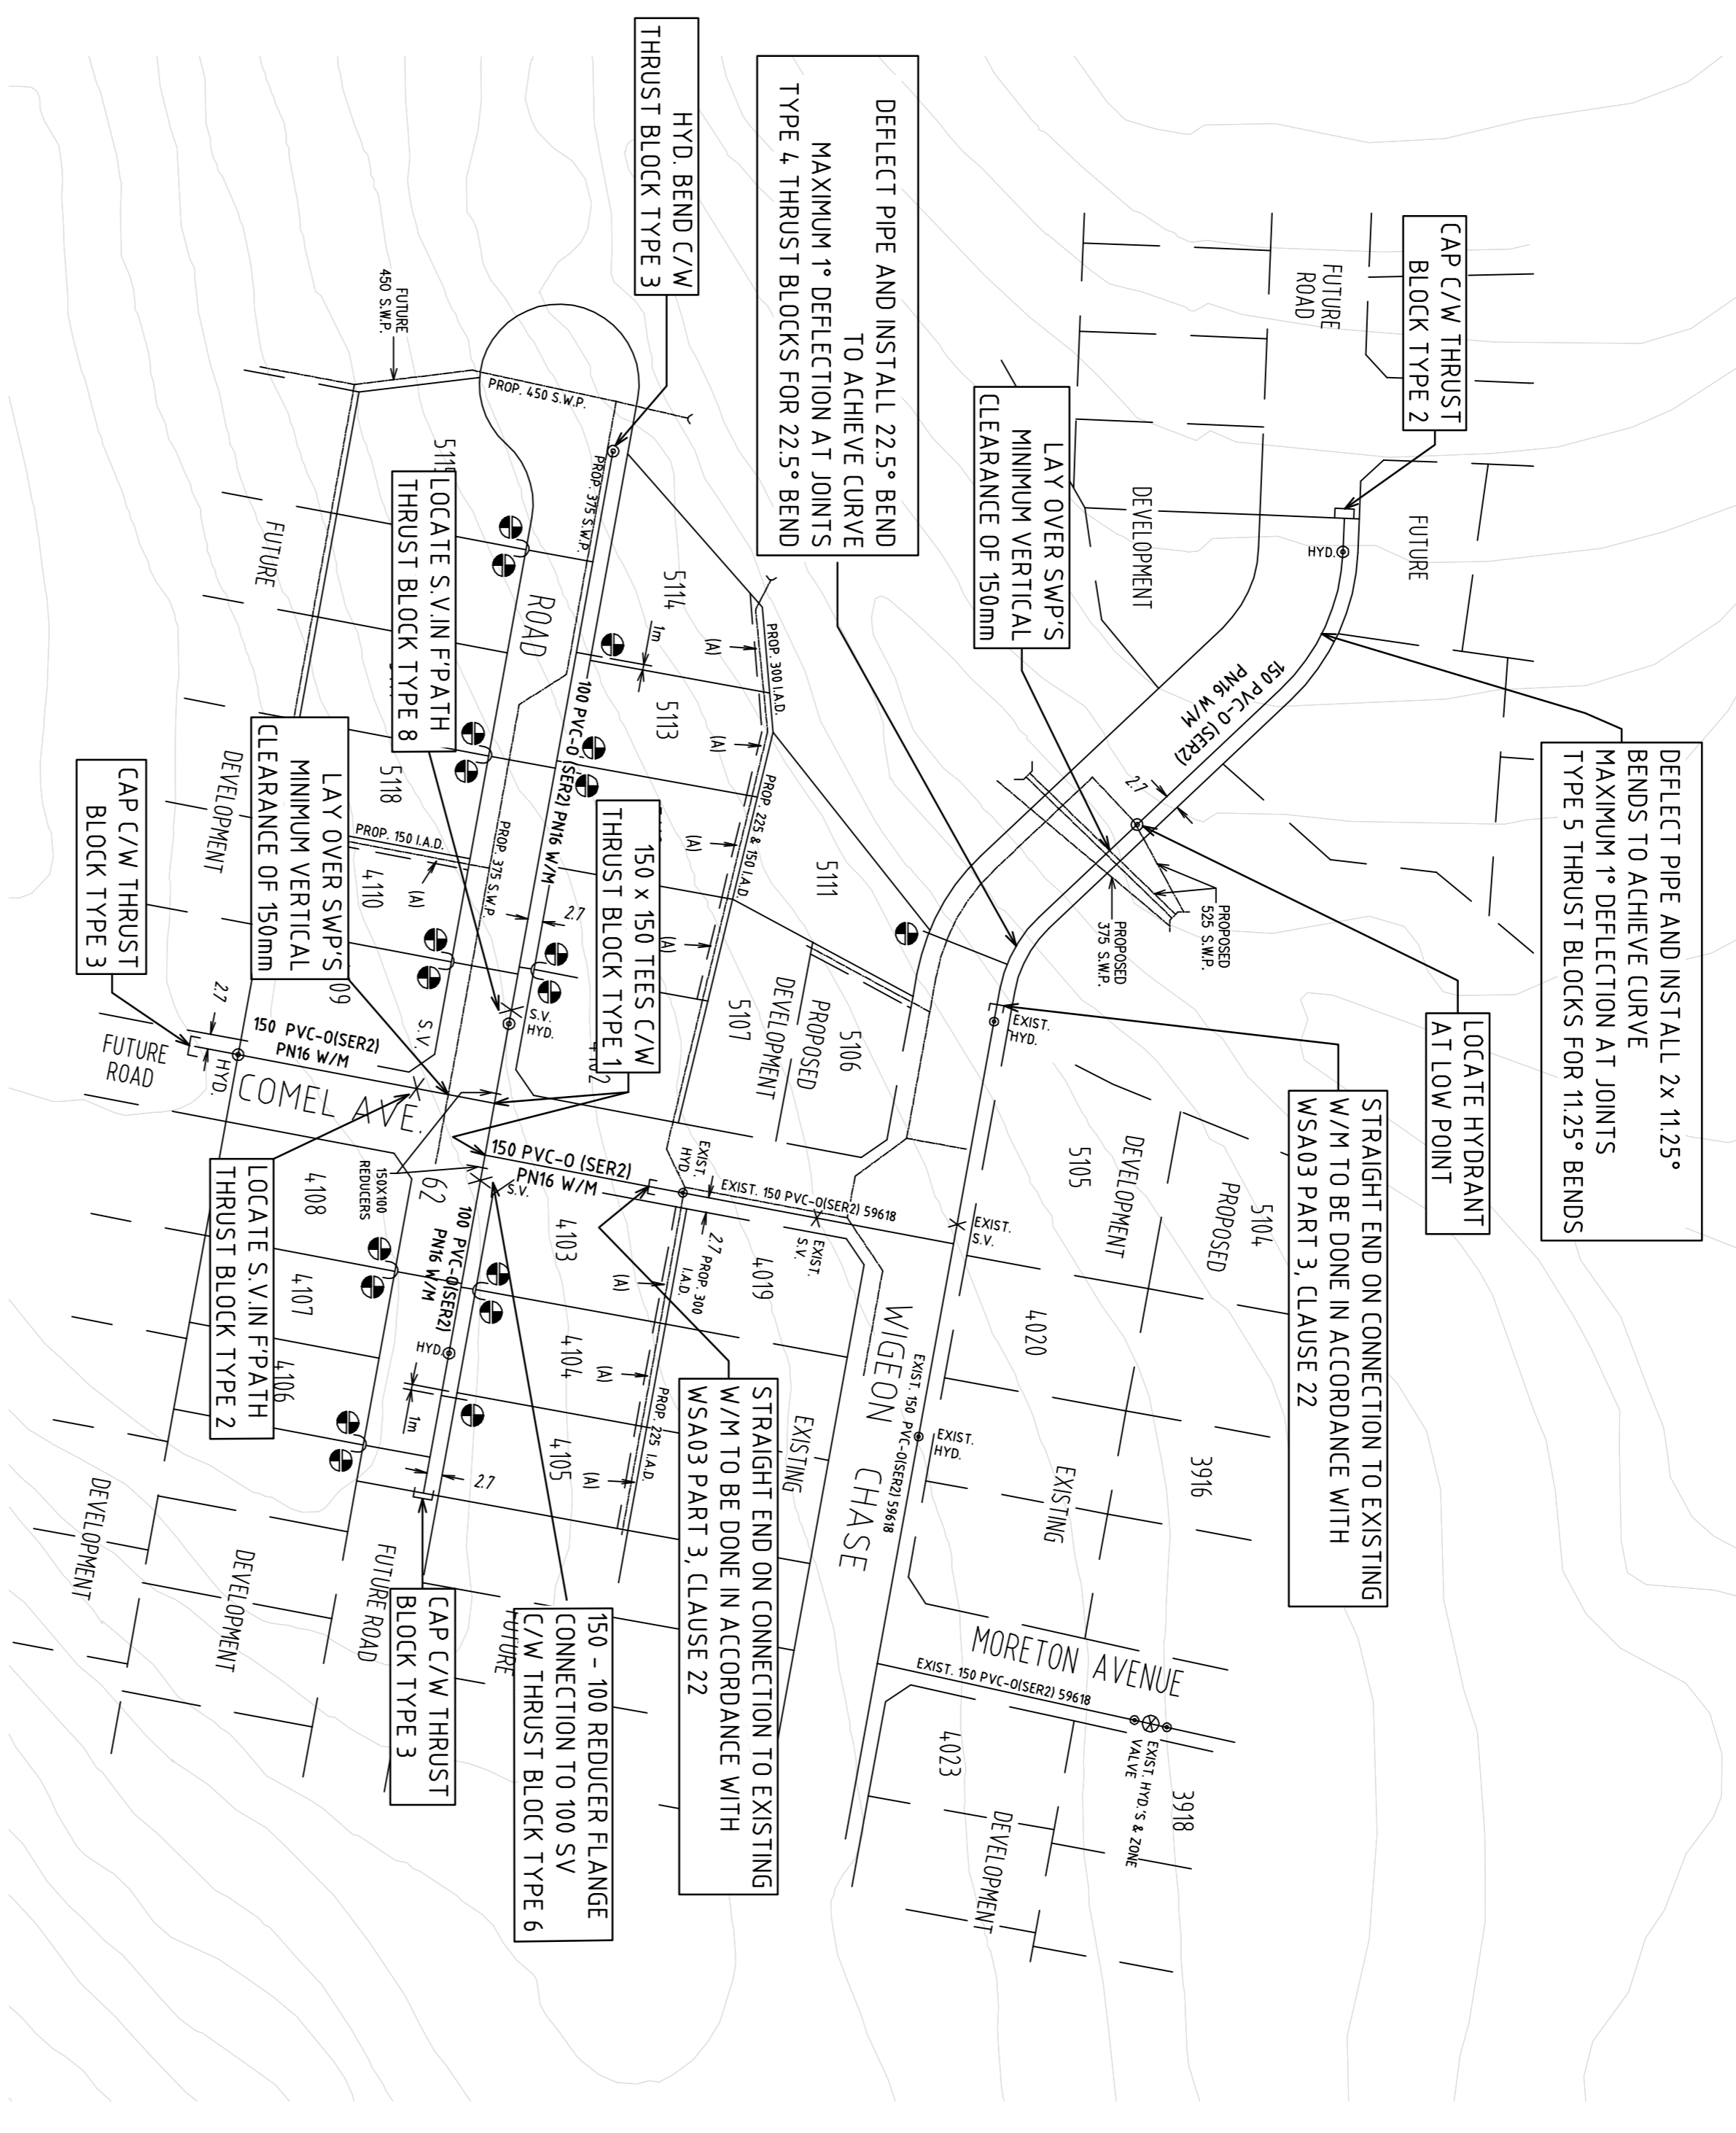 DEFLECT PIPE AND INSTALL 2x 11.25°
BENDS TO ACHIEVE CURVE
MAXIMUM 1° DEFLECTION AT JOINTS
TYPE 5 THRUST BLOCKS FOR 11.25° BENDS
CAP C/W THRUST
BLOCK TYPE 2
FUTURE
ROAD
FUTURE
HYD.
DEVELOPMENT
150 PVC-O (SER2)
PN16 W/M
2.7
LOCATE HYDRANT
AT LOW POINT
PROPOSED
525 S.W.P.
PROPOSED
375 S.W.P.
LAY OVER SWP'S
MINIMUM VERTICAL
CLEARANCE OF 150mm
STRAIGHT END ON CONNECTION TO EXISTING
W/M TO BE DONE IN ACCORDANCE WITH
WSA03 PART 3, CLAUSE 22
DEFLECT PIPE AND INSTALL 22.5° BEND
TO ACHIEVE CURVE
MAXIMUM 1° DEFLECTION AT JOINTS
TYPE 4 THRUST BLOCKS FOR 22.5° BEND
EXIST.
HYD.
5104
PROPOSED
DEVELOPMENT
5105
3916
3918
EXIST. HYD.'S & ZONE
VALVE
MORETON AVENUE
EXIST. 150 PVC-O(SER2) 59618
EXISTING
4020
EXIST.
S.V.
EXIST.
HYD.
4023
DEVELOPMENT
WIGEON CHASE
EXIST. 150 PVC-O(SER2) 59618
5106
PROPOSED
DEVELOPMENT
5107
5111
EXIST. 150 PVC-O(SER2) 59618
EXIST.
S.V.
EXIST.
HYD.
4019
EXISTING
2.7
PROP. 300
I.A.D.
PROP. 225 I.A.D.
(A)
(A)
(A)
STRAIGHT END ON CONNECTION TO EXISTING
W/M TO BE DONE IN ACCORDANCE WITH
WSA03 PART 3, CLAUSE 22
HYD. BEND C/W
THRUST BLOCK TYPE 3
PROP. 300 I.A.D.
PROP. 225 & 150 I.A.D.
(A)
(A)
(A)
(A)
5114
1m
5113
150 x 150 TEES C/W
THRUST BLOCK TYPE 1
150 PVC-O (SER2)
PN16 W/M
4103
4104
4105
PROP. 450 S.W.P.
PROP. 375 S.W.P.
100 PVC-O (SER2) PN16 W/M
2.7
S.V.
HYD.
S.V.
ROAD
62
PROP. 375 S.W.P.
150 - 100 REDUCER FLANGE
CONNECTION TO 100 SV
C/W THRUST BLOCK TYPE 6
100 PVC-O(SER2)
PN16 W/M
HYD.
1m
2.7
CAP C/W THRUST
BLOCK TYPE 3
FUTURE ROAD
FUTURE
FUTURE
450 S.W.P.
LOCATE S.V.IN F'PATH
THRUST BLOCK TYPE 8
5118
PROP. 150 I.A.D.
(A)
4110
S.V.
150X100
REDUCERS
4108
4107
4106
FUTURE
DEVELOPMENT
LAY OVER SWP'S
MINIMUM VERTICAL
CLEARANCE OF 150mm
COMEL AVE.
150 PVC-O(SER2)
PN16 W/M
HYD.
2.7
FUTURE
ROAD
LOCATE S.V.IN F'PATH
THRUST BLOCK TYPE 2
CAP C/W THRUST
BLOCK TYPE 3
DEVELOPMENT
DEVELOPMENT